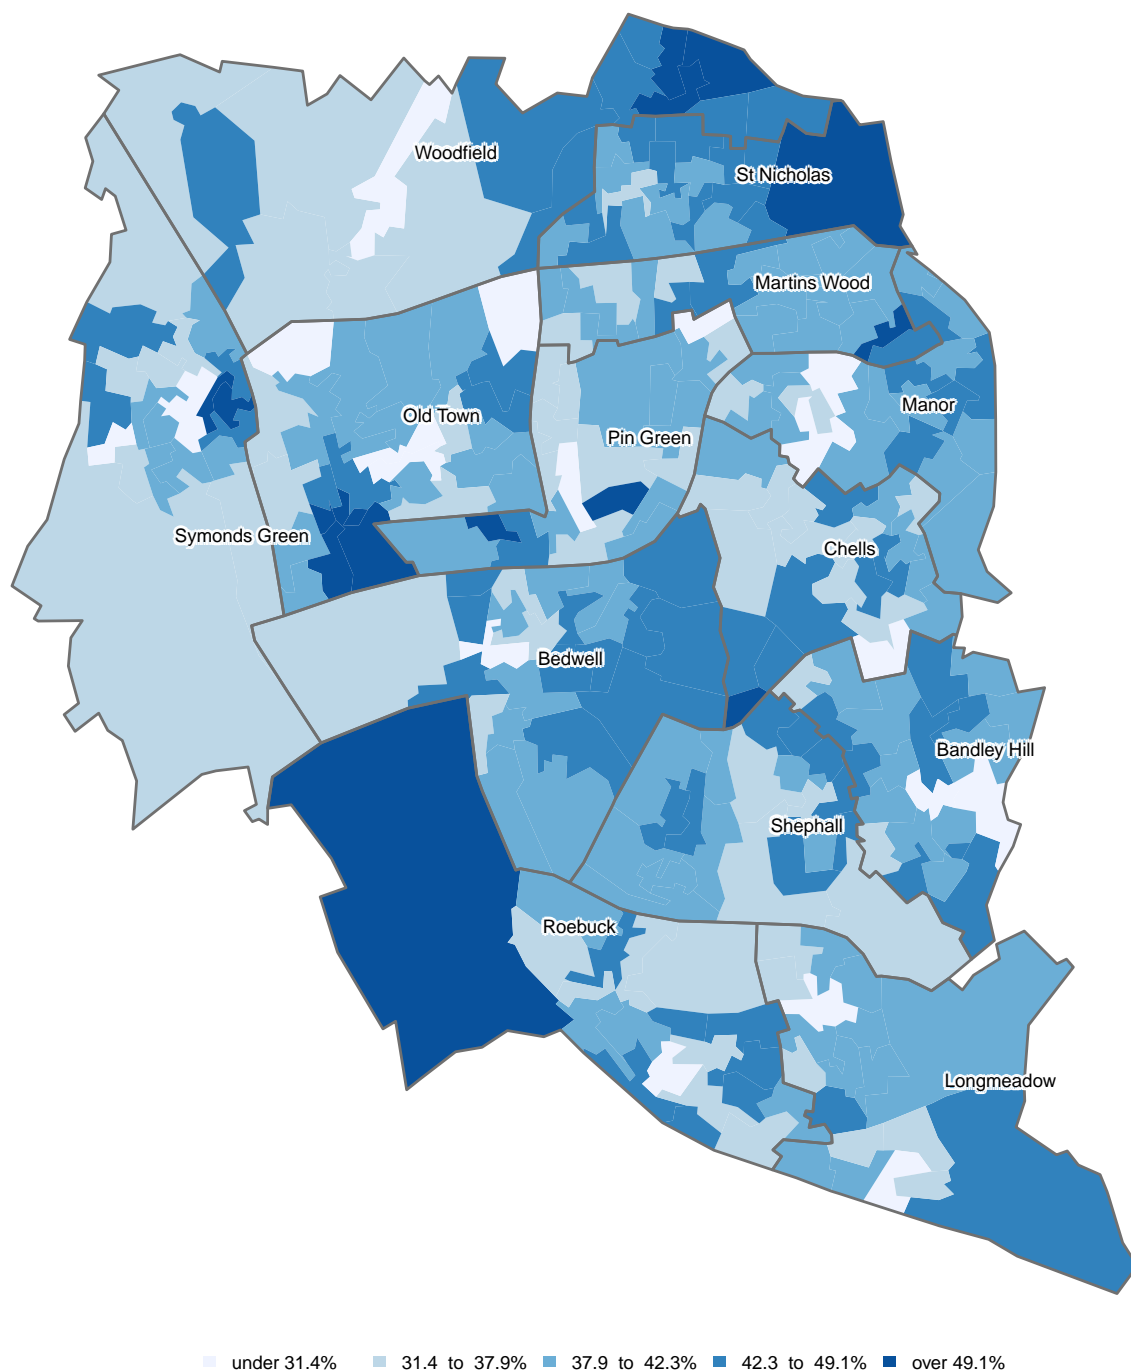 Woodfield
St Nicholas
Martins Wood
Manor
Old Town
Pin Green
Symonds Green
Chells
Bedwell
Bandley Hill
Shephall
Roebuck
Longmeadow
under 31.4% 31.4 to 37.9% 37.9 to 42.3% 42.3 to 49.1% over 49.1%